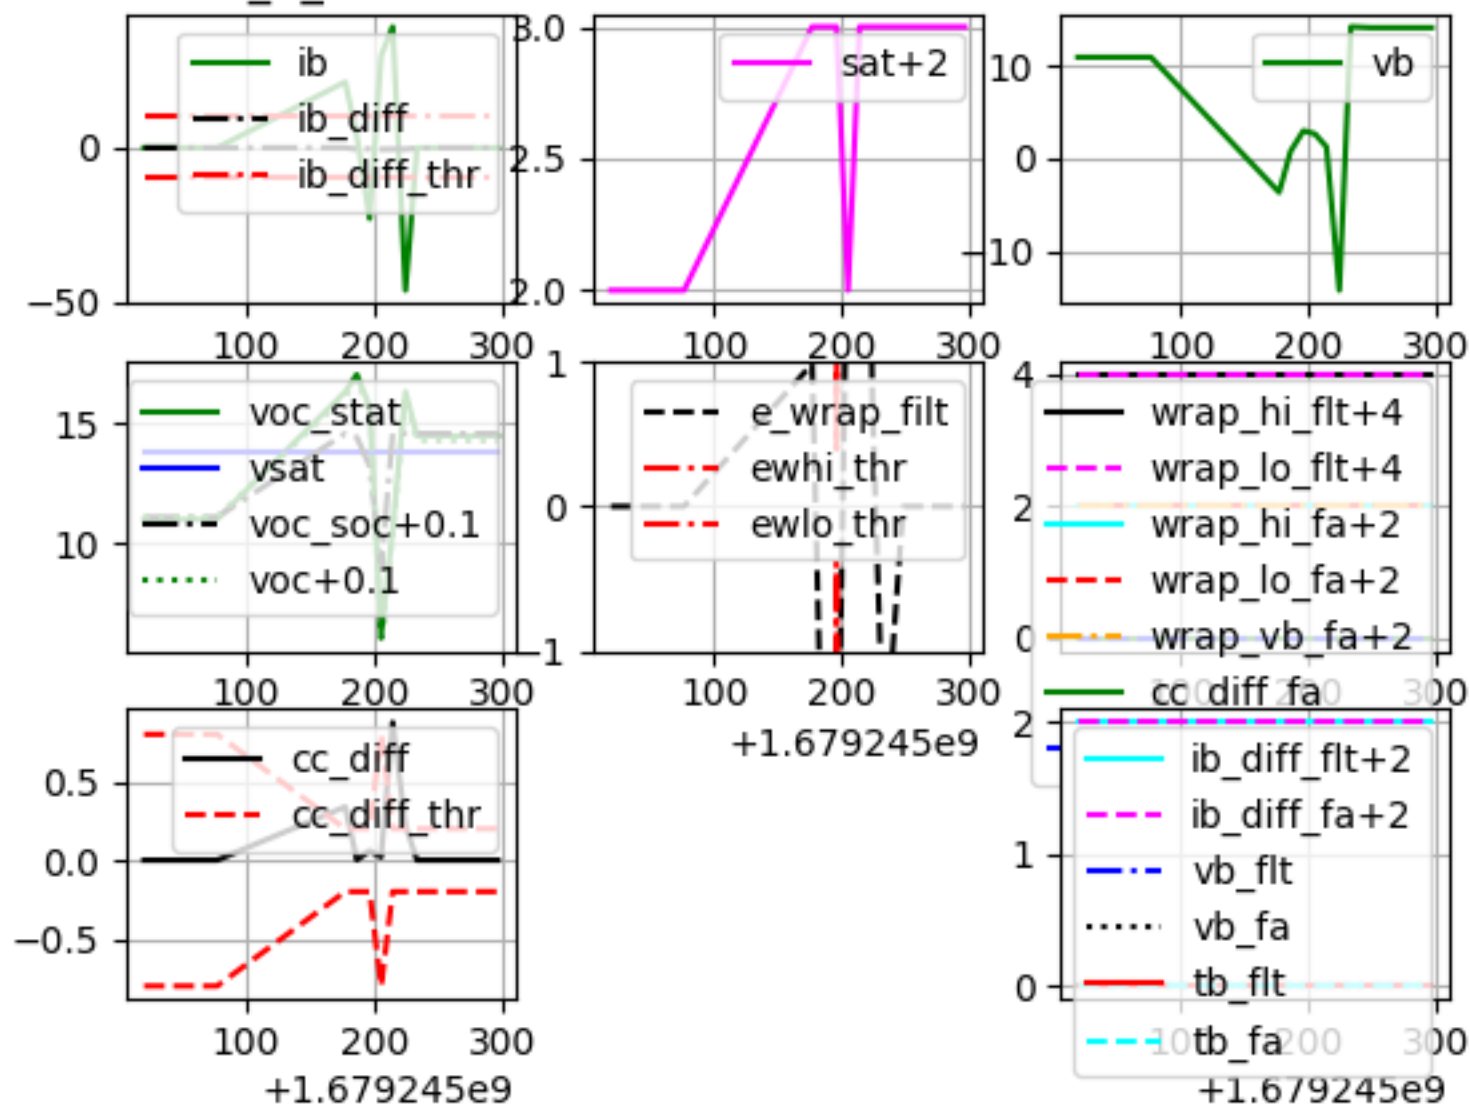 3.0
ib
sat+2
10
vb
ib_diff
0
2.5
0
ib_diff_thr
−10
−50
2.0
100 200 300
100 200 300
100 200 300
1
4
15
voc_stat
e_wrap_filt
wrap_hi_flt+4
vsat
ewhi_thr
wrap_lo_flt+4
0
2
voc_soc+0.1
ewlo_thr
wrap_hi_fa+2
10
voc+0.1
wrap_lo_fa+2
−1
0
wrap_vb_fa+2
100 200 300
100 200 300
100 200 300
cc_diff_fa
+1.679245e9
2
0.5
cc_diff
ib_diff_flt+2
cc_diff_thr
ib_diff_fa+2
0.0
1
vb_flt
−0.5
vb_fa
0
tb_flt
100 200 300
tb_fa
100 200 300
+1.679245e9
+1.679245e9